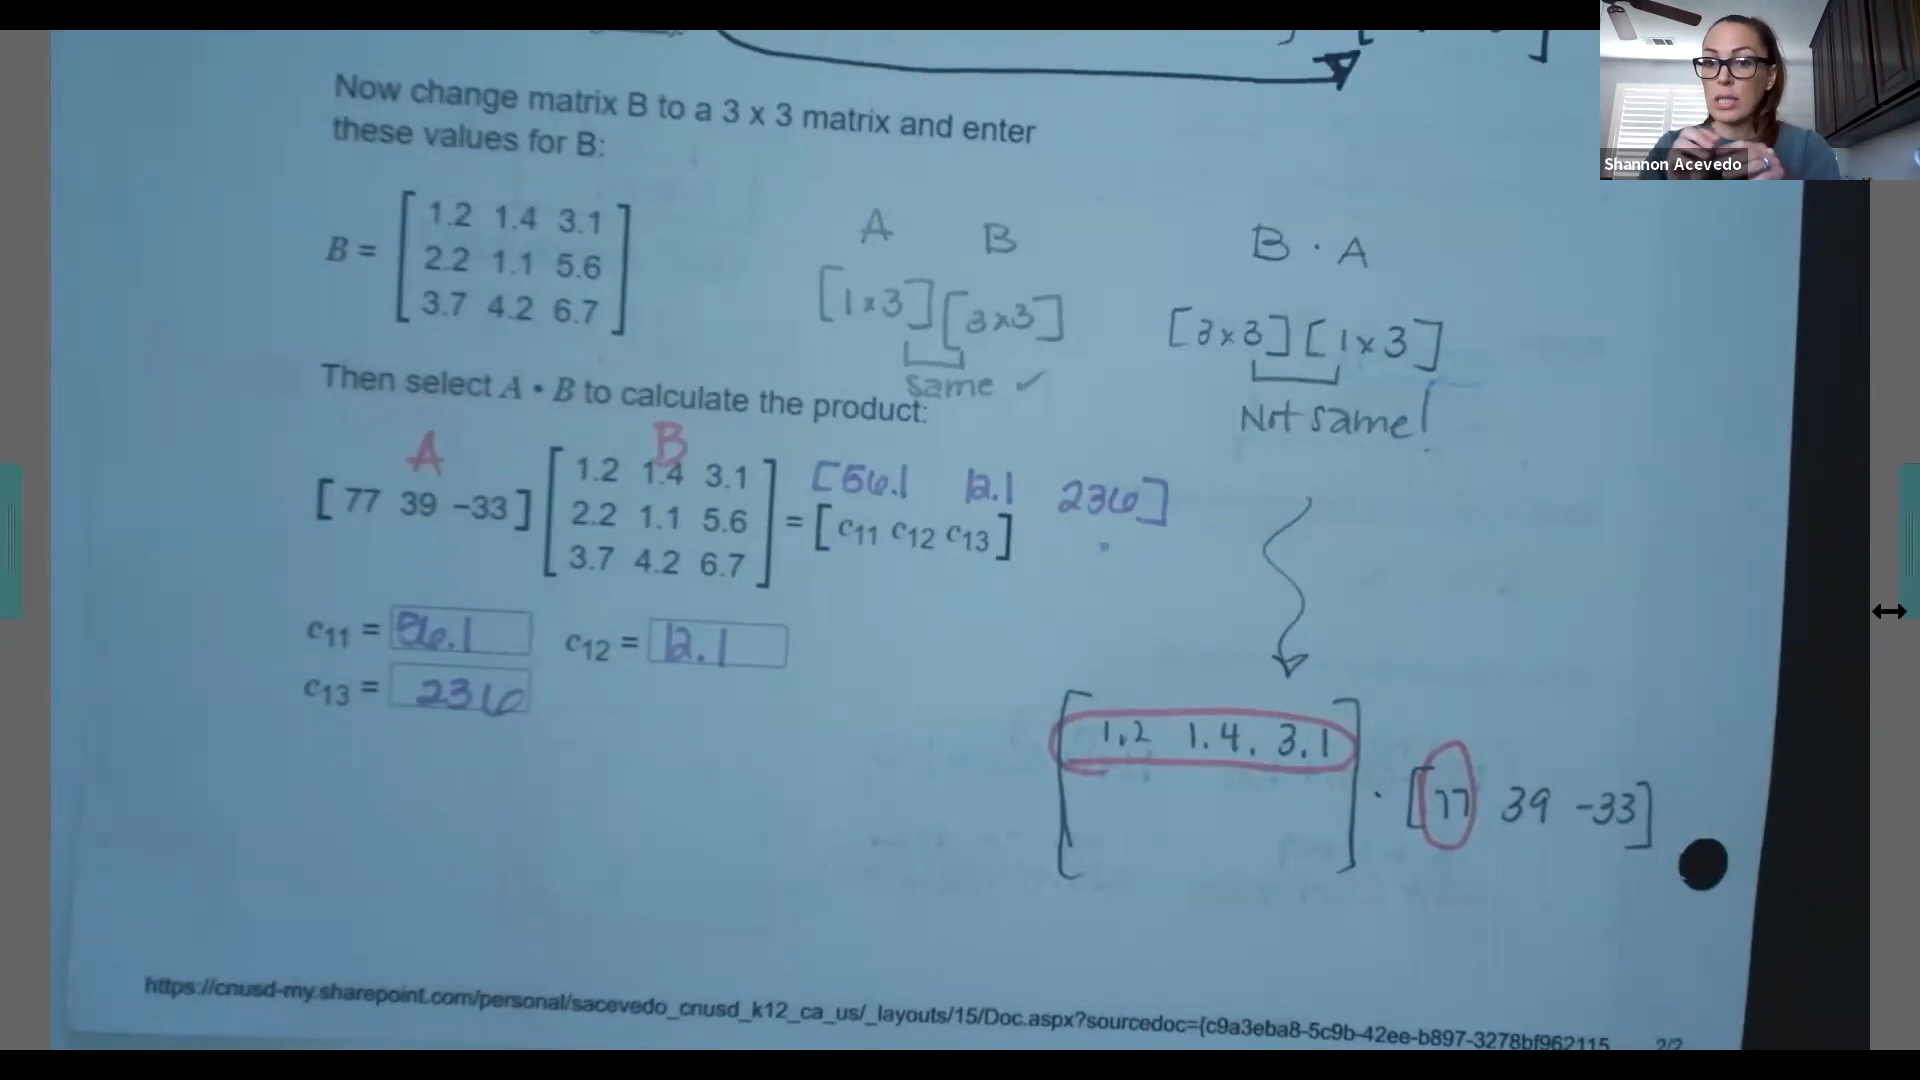 Shannon Acevedo
Now change matrix B to a 3 x 3 matrix and enter
these values for B:
B =
1.2 1.4 3.1
2.2 1.1 5.6
3.7 4.2 6.7
A B
[1x3] [3x3]
Same ✓
B · A
[3x3] [1x3]
Not same!
Then select A • B to calculate the product:
A B
[77 39 -33] [1.2 1.4 3.1
2.2 1.1 5.6
3.7 4.2 6.7] = [c11 c12 c13]
[56.1 12.1 236]
c11 = 56.1 c12 = 12.1
c13 = 236
[1.2 1.4. 3.1] · [77 39 -33]
https://cnusd-my.sharepoint.com/personal/sacevedo_cnusd_k12_ca_us/_layouts/15/Doc.aspx?sourcedoc={c9a3eba8-5c9b-42ee-b897-3278bf962115 2/2